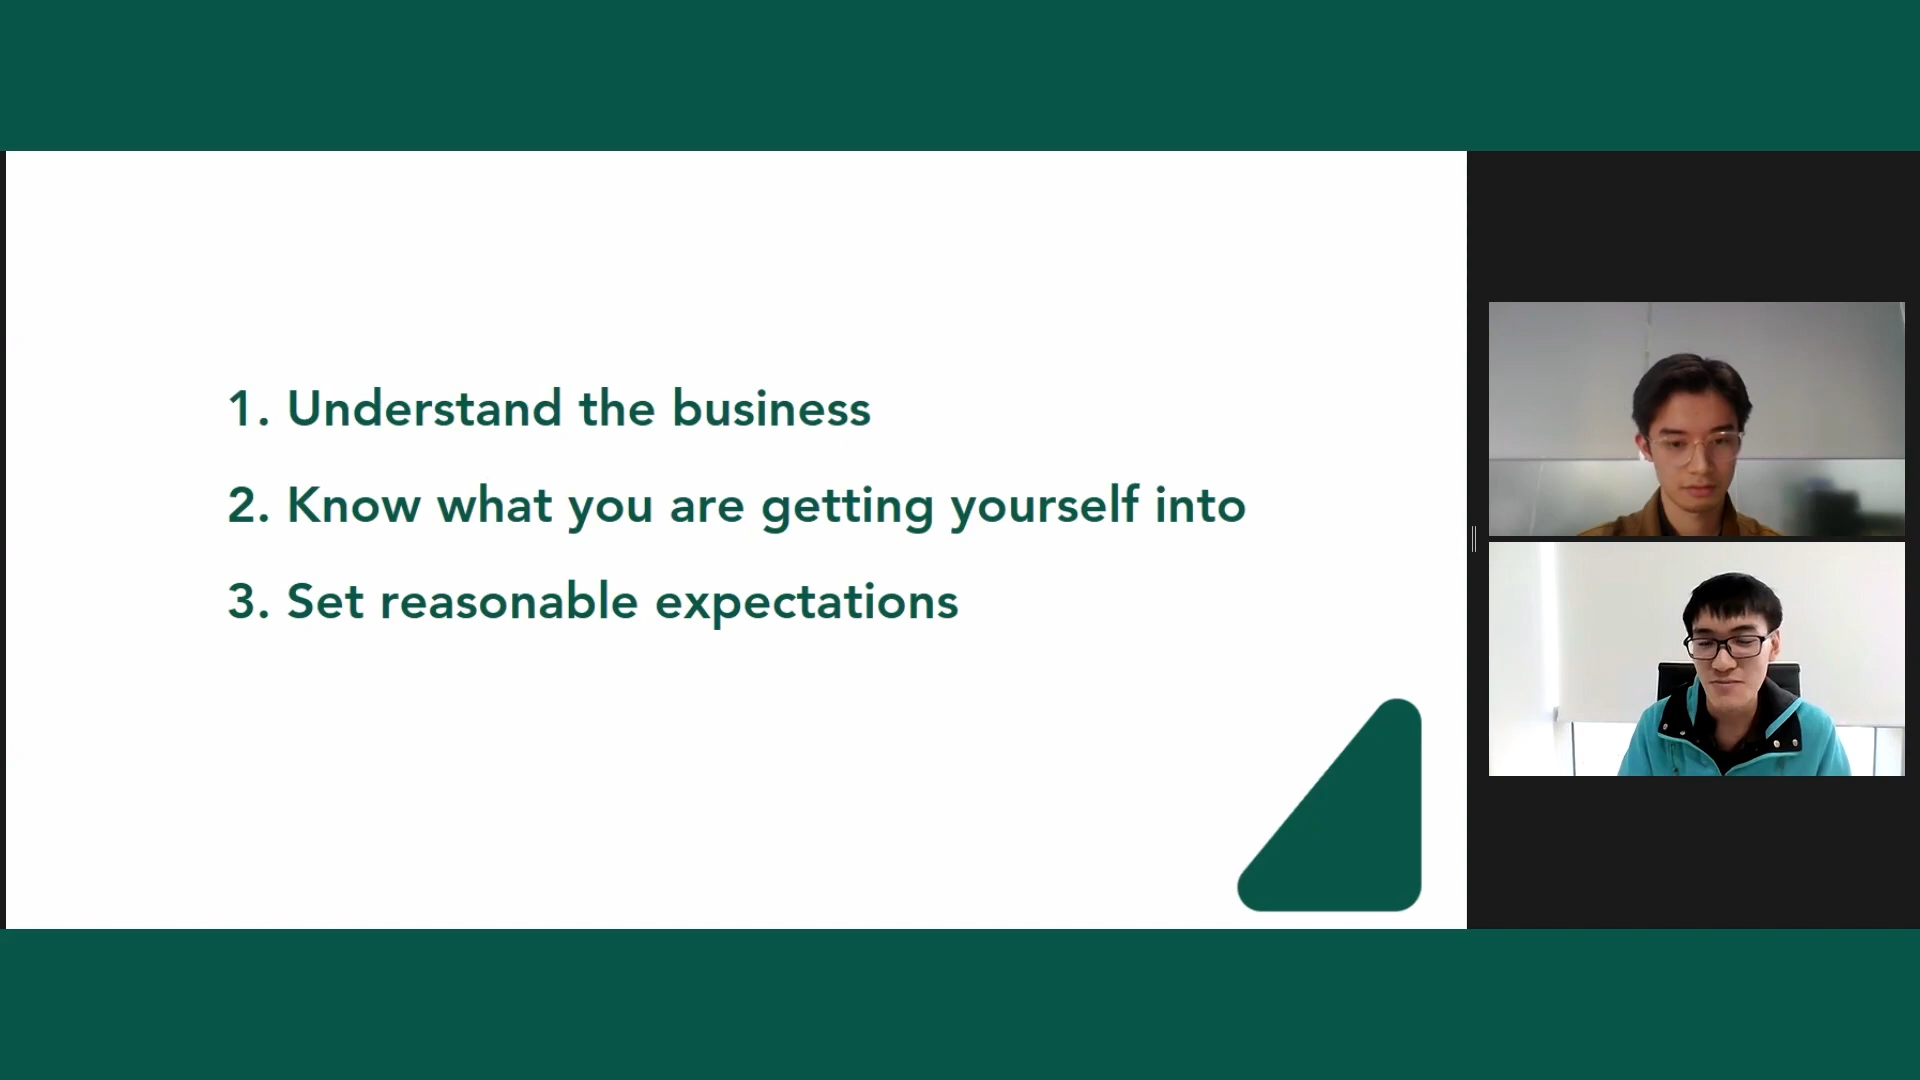 1. Understand the business
2. Know what you are getting yourself into
3. Set reasonable expectations